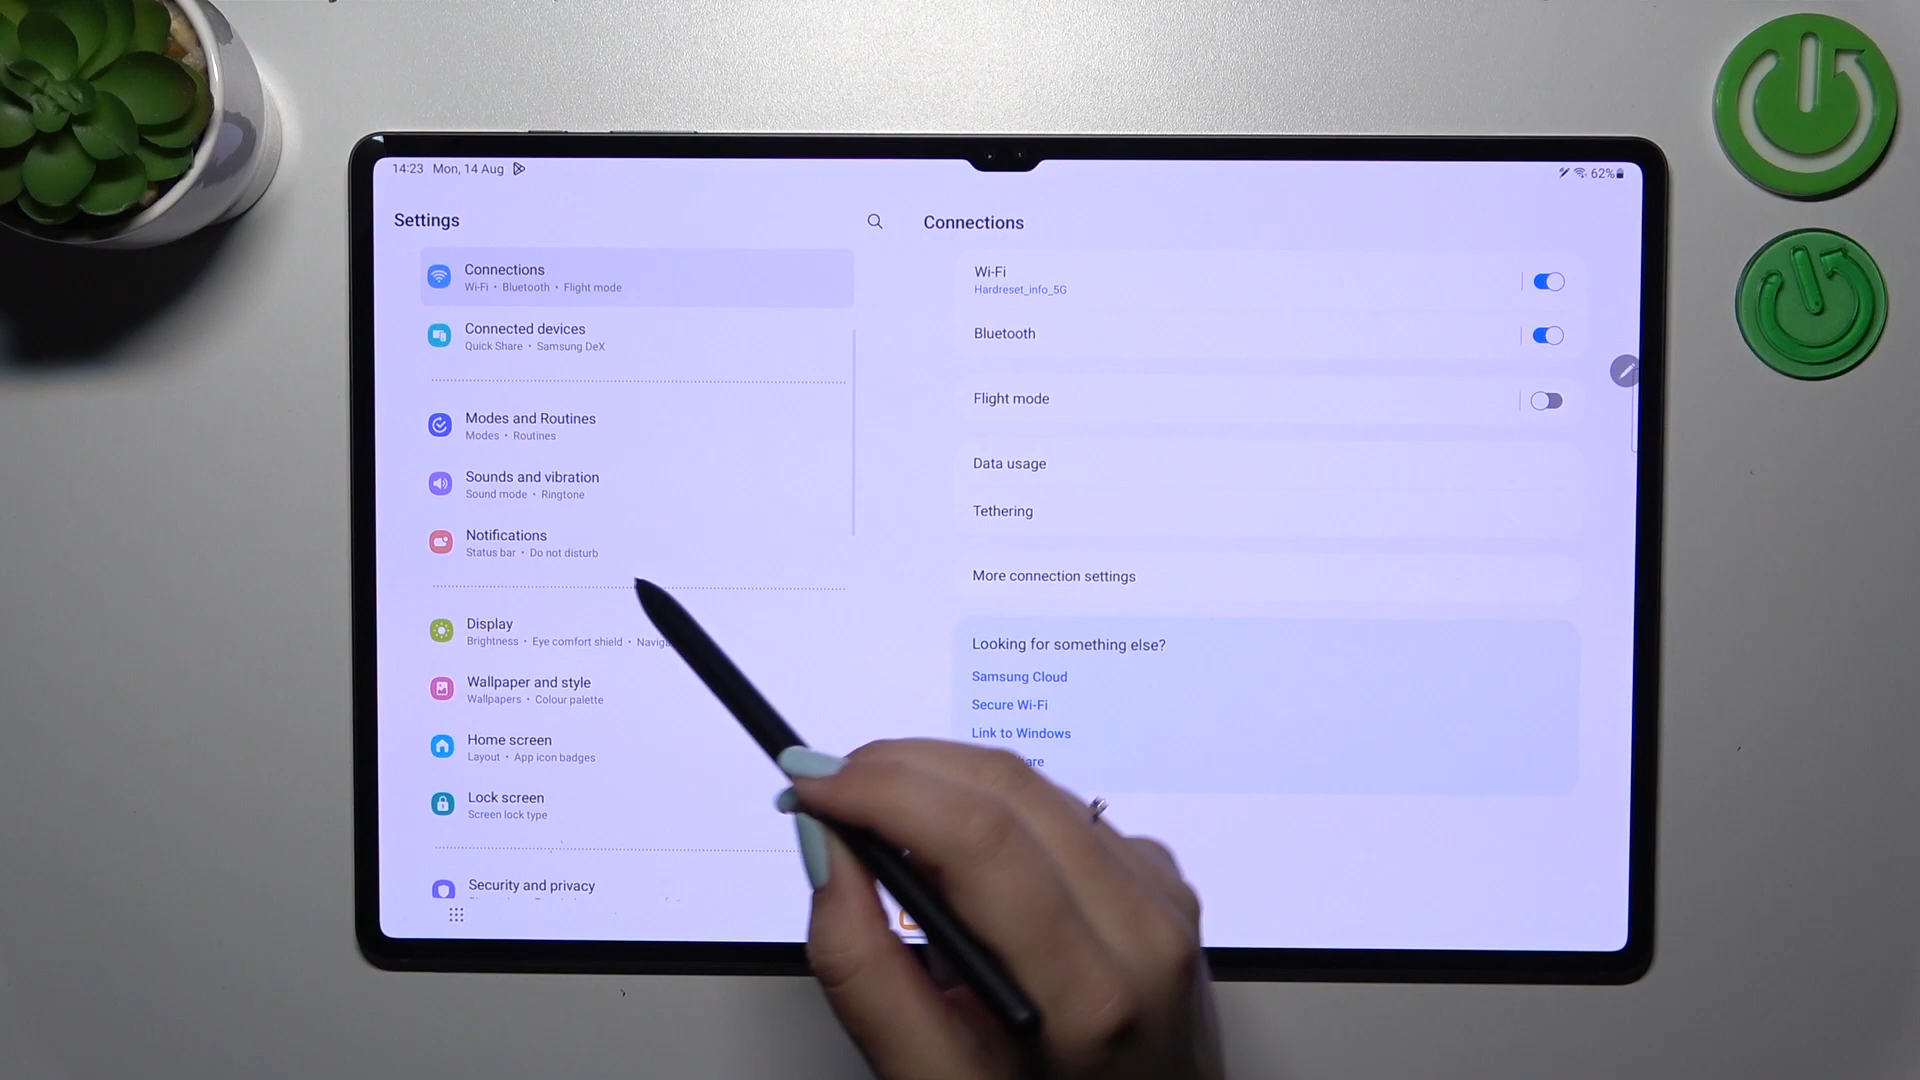 14:23 Mon, 14 Aug
62%
Settings
Connections
Wi-Fi • Bluetooth • Flight mode
Connected devices
Quick Share • Samsung DeX
Modes and Routines
Modes • Routines
Sounds and vibration
Sound mode • Ringtone
Notifications
Status bar • Do not disturb
Display
Brightness • Eye comfort shield • Naviga
Wallpaper and style
Wallpapers • Colour palette
Home screen
Layout • App icon badges
Lock screen
Screen lock type
Security and privacy
Connections
Wi-Fi
Hardreset_info_5G
Bluetooth
Flight mode
Data usage
Tethering
More connection settings
Looking for something else?
Samsung Cloud
Secure Wi-Fi
Link to Windows
are